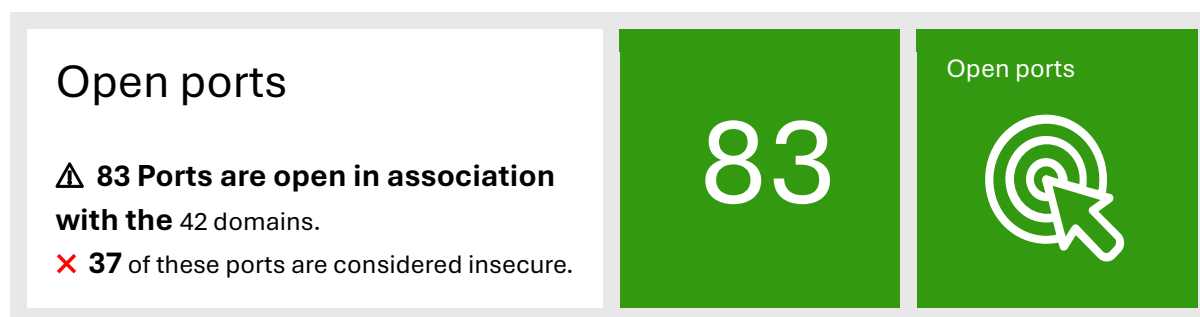 Open ports
⚠ 83 Ports are open in association
with the 42 domains.
❌ 37 of these ports are considered insecure.
83
Open ports